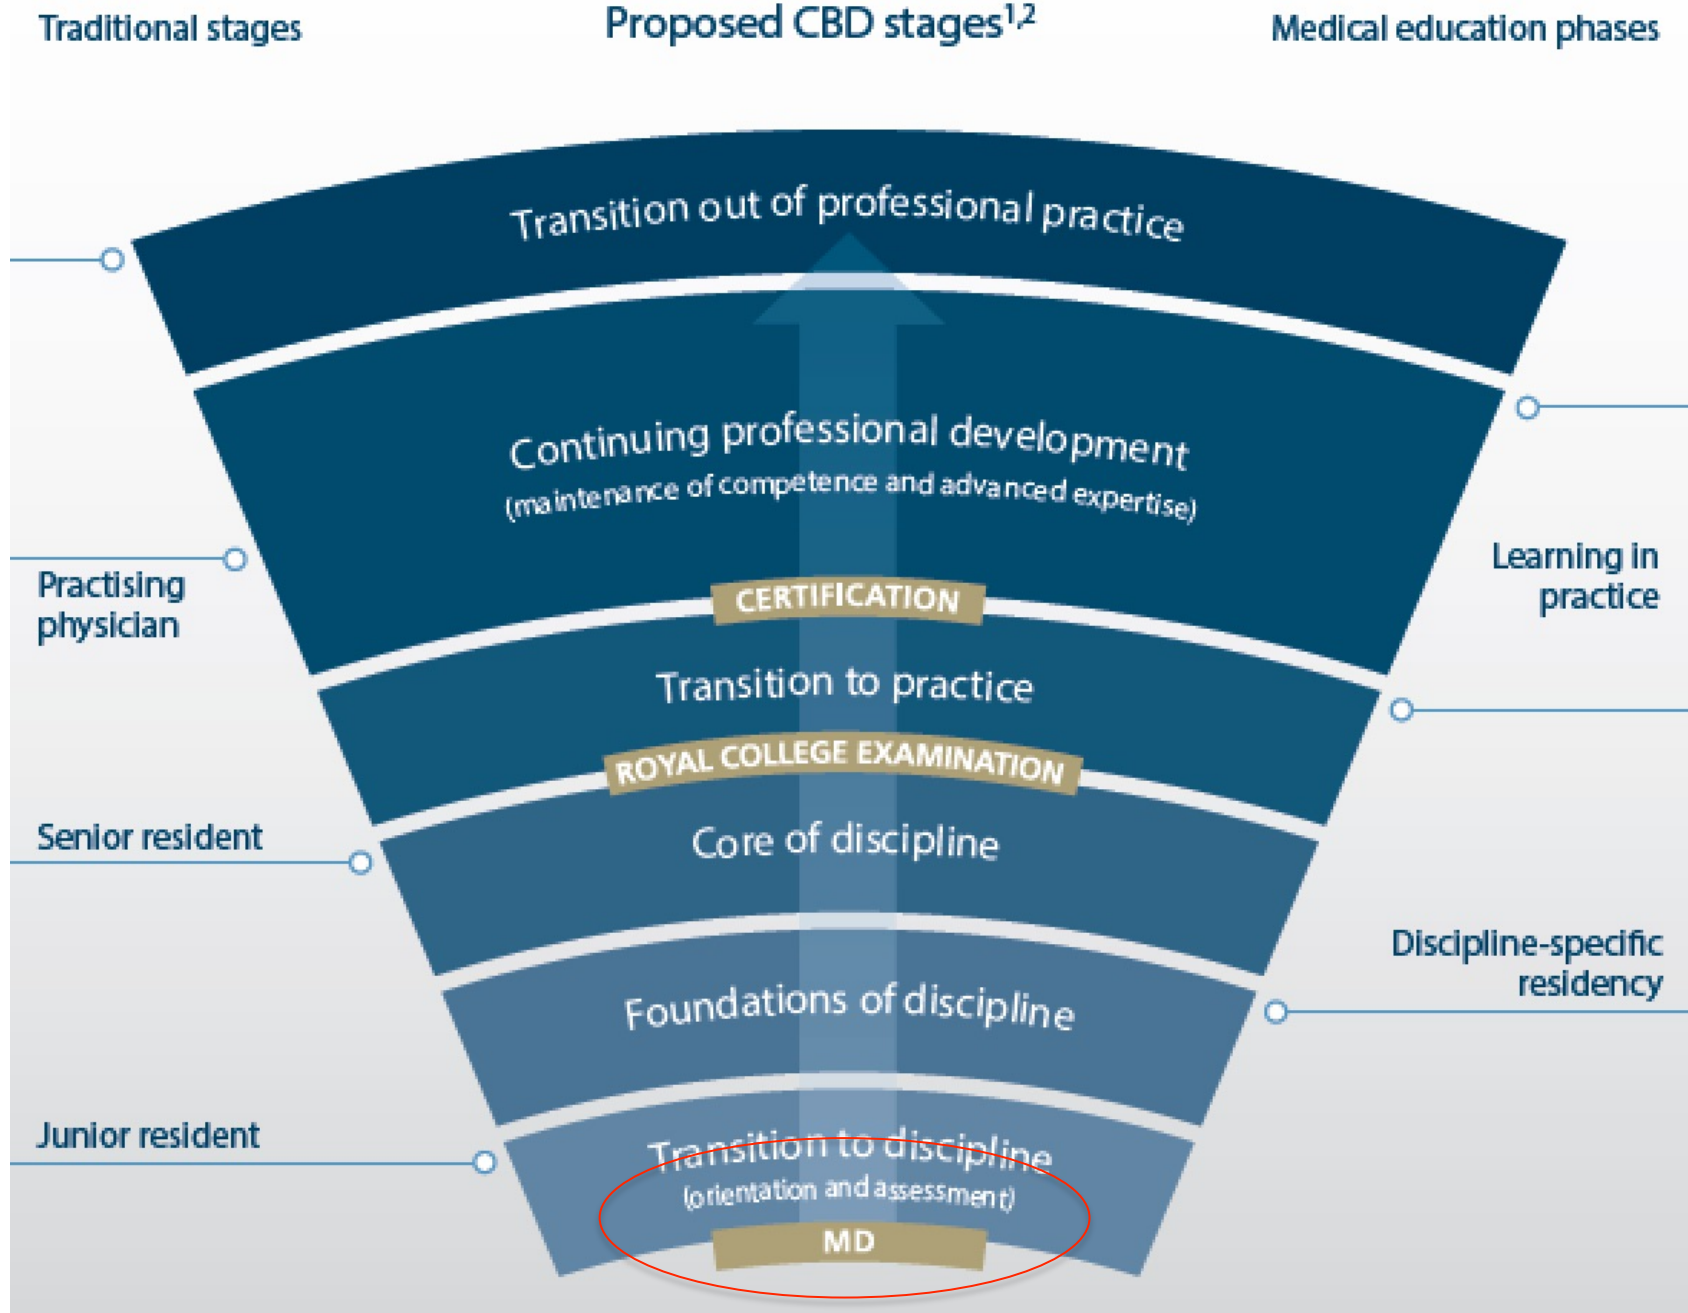 Traditional stages
Proposed CBD stages1,2
Medical education phases
Transition out of professional practice
Continuing professional development
(maintenance of competence and advanced expertise)
Practising
physician
Learning in
practice
CERTIFICATION
Transition to practice
ROYAL COLLEGE EXAMINATION
Senior resident
Core of discipline
Discipline-specific
residency
Foundations of discipline
Junior resident
Transition to discipline
(orientation and assessment)
MD